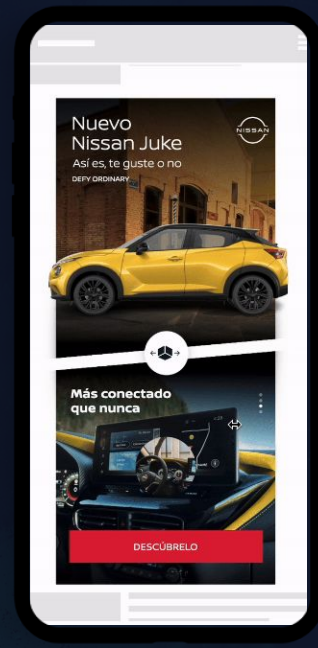 Nuevo
Nissan Juke
Así es, te guste o no
DEFY ORDINARY
NISSAN
Más conectado
que nunca
DESCÚBRELO